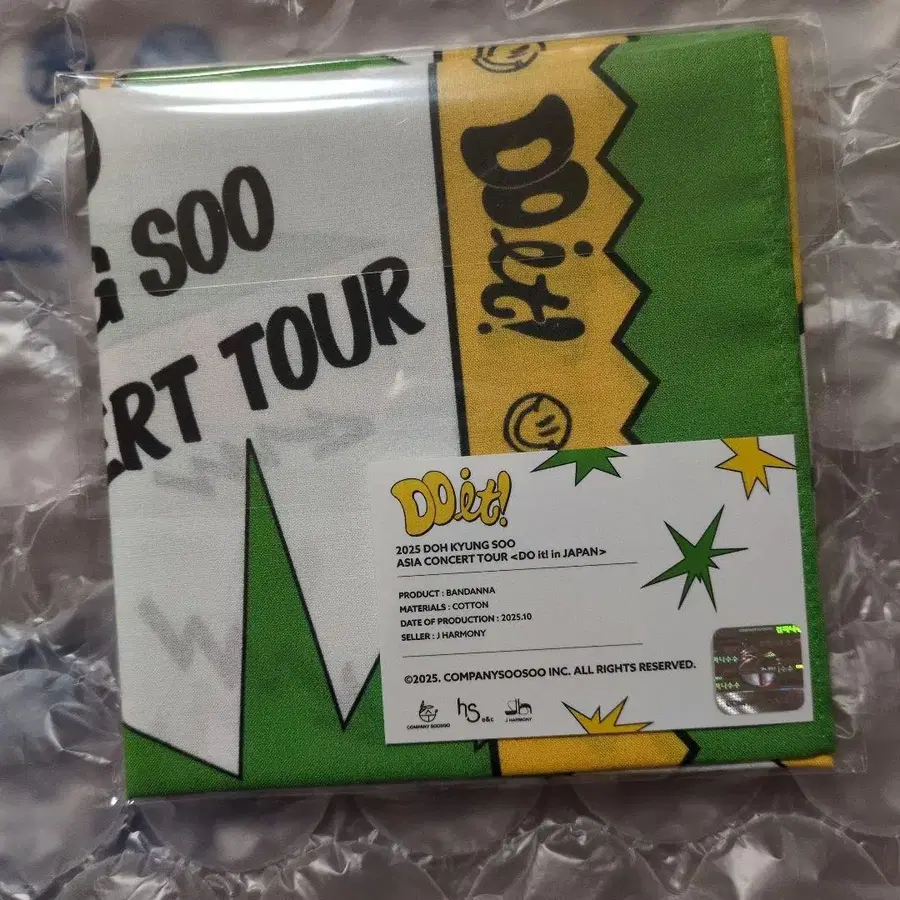 G SOO
ERT TOUR
DO it!
DO it!
2025 DOH KYUNG SOO
ASIA CONCERT TOUR <DO it! in JAPAN>
PRODUCT : BANDANNA
MATERIALS : COTTON
DATE OF PRODUCTION : 2025.10
SELLER : J HARMONY
©2025. COMPANYSOOSOO INC. ALL RIGHTS RESERVED.
COMPANY SOOSOO
hs e&c
J HARMONY